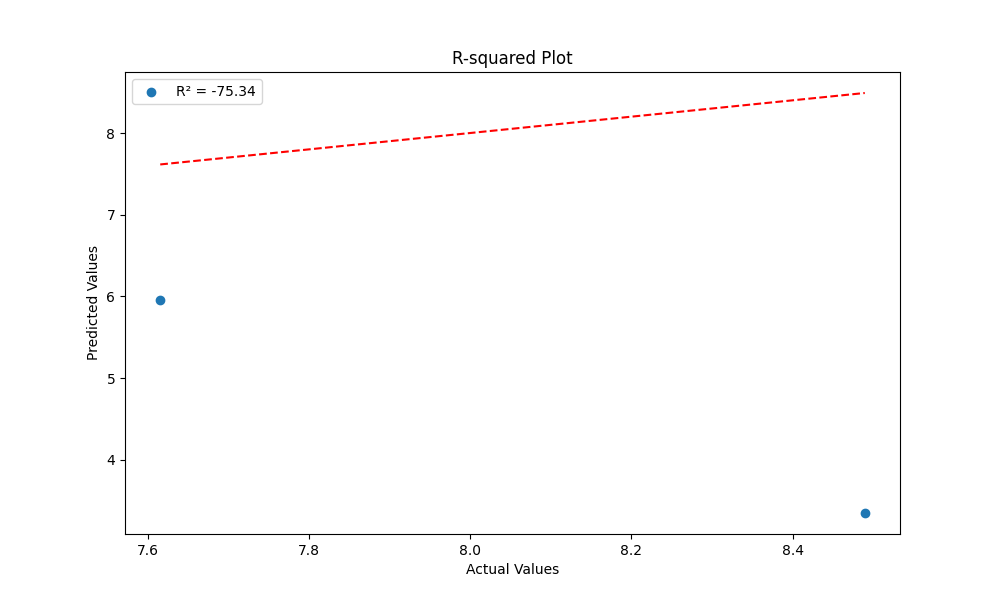 R-squared Plot
R² = -75.34
8
7
6
5
4
Predicted Values
7.6
7.8
8.0
8.2
8.4
Actual Values